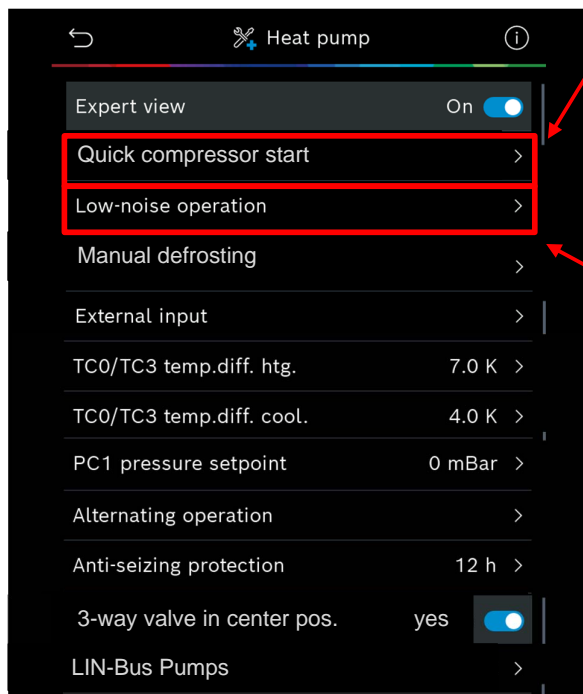 Heat pump
Expert view On
Quick compressor start
Low-noise operation
Manual defrosting
External input
TC0/TC3 temp.diff. htg. 7.0 K
TC0/TC3 temp.diff. cool. 4.0 K
PC1 pressure setpoint 0 mBar
Alternating operation
Anti-seizing protection 12 h
3-way valve in center pos. yes
LIN-Bus Pumps